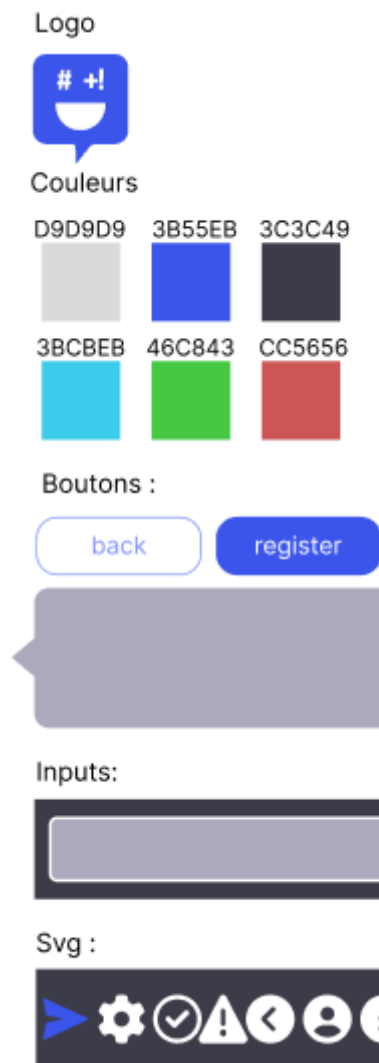 Logo
# +!
Couleurs
D9D9D9 3B55EB 3C3C49
3BCBEB 46C843 CC5656
Boutons :
back register
Inputs:
Svg :